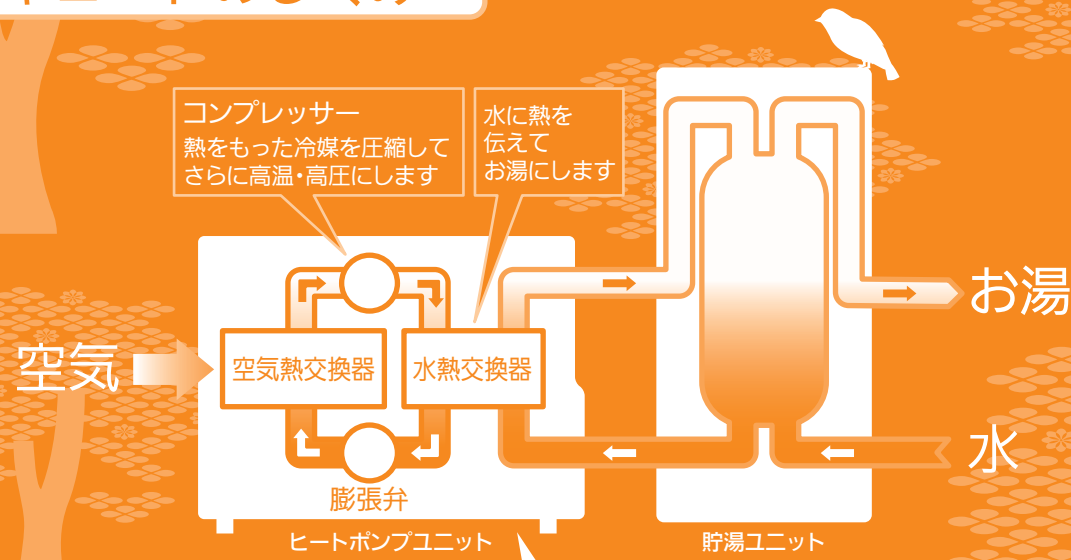 コンプレッサー
熱をもった冷媒を圧縮して
さらに高温・高圧にします
水に熱を
伝えて
お湯にします
お湯
空気
空気熱交換器
水熱交換器
水
膨張弁
ヒートポンプユニット
貯湯ユニット